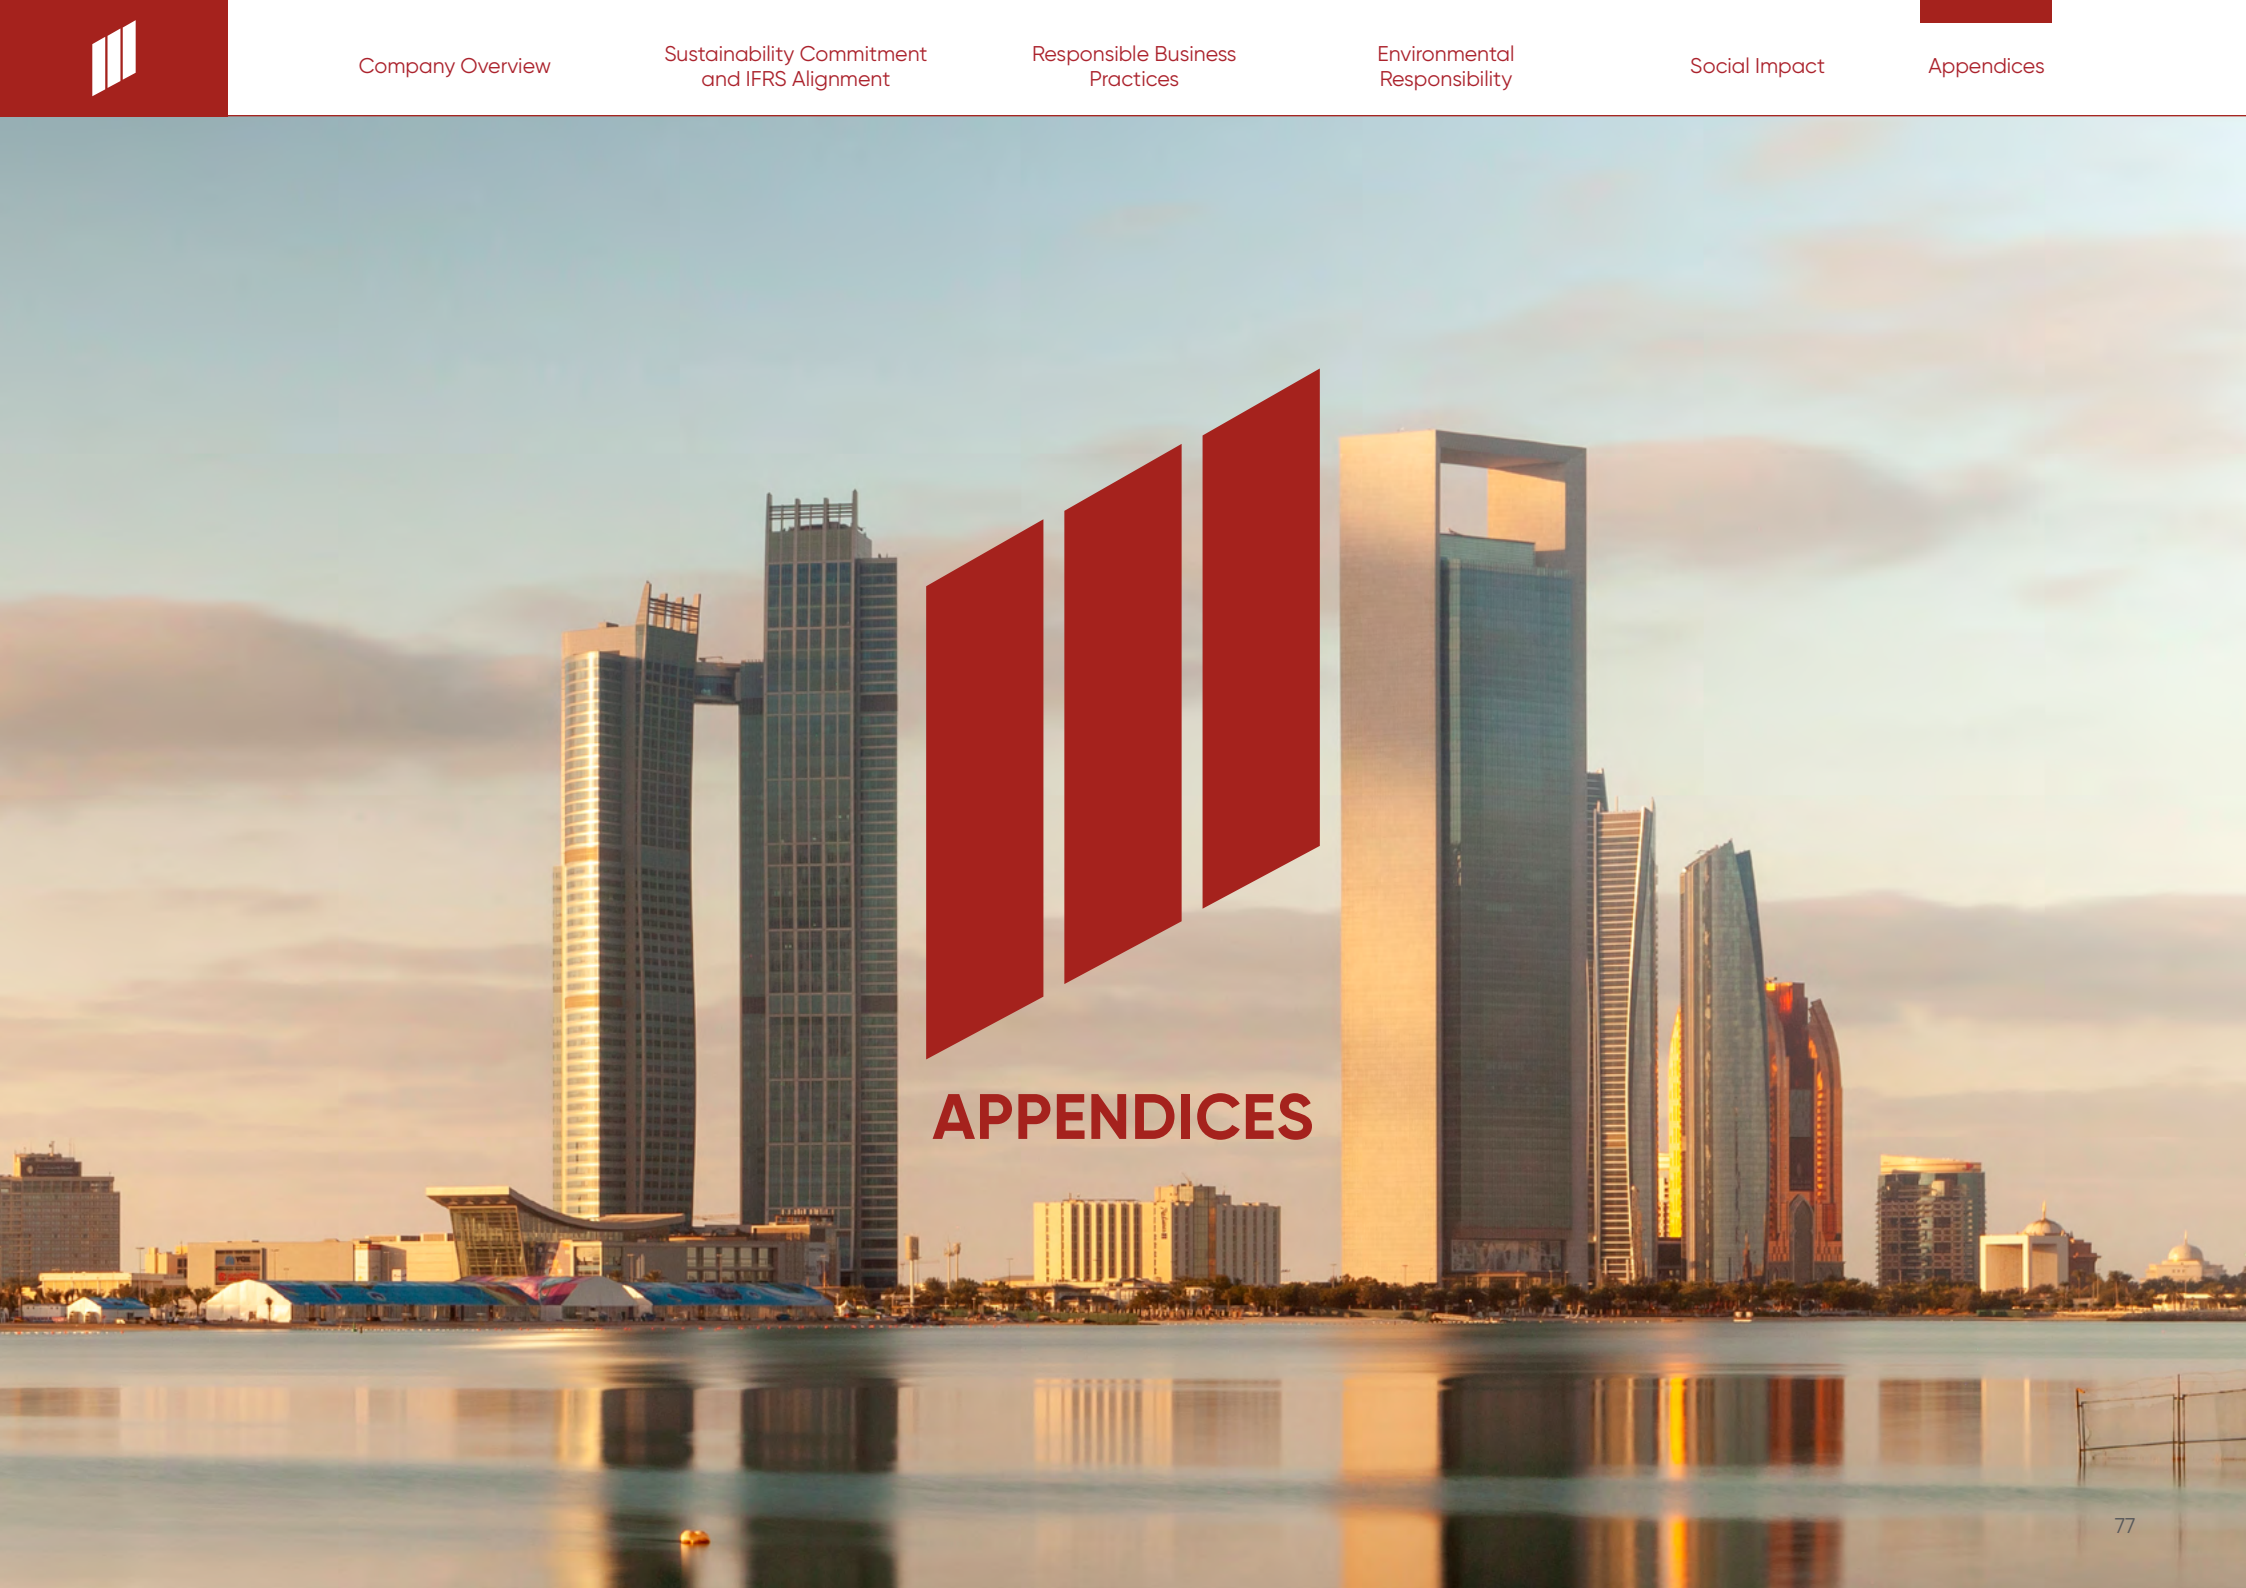 Company Overview
Sustainability Commitment
and IFRS Alignment
Responsible Business
Practices
Environmental
Responsibility
Social Impact
Appendices
APPENDICES
77